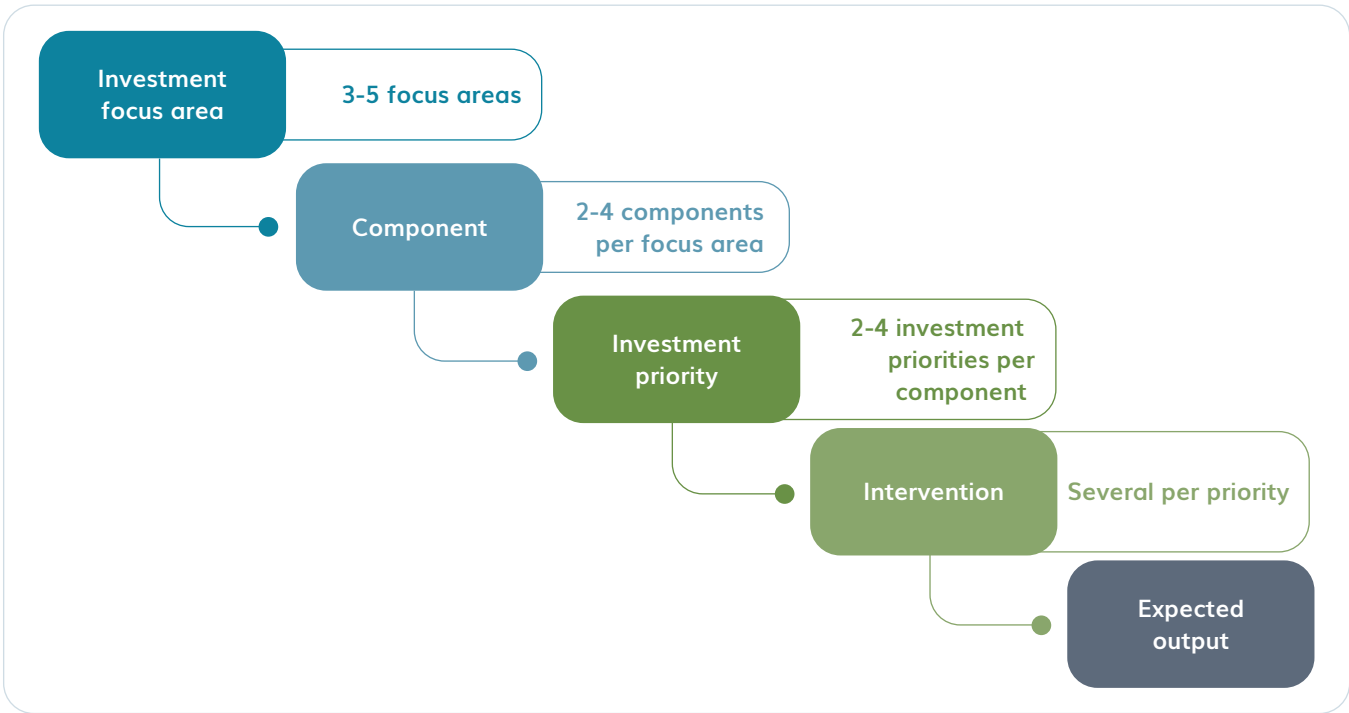 Investment
focus area
3-5 focus areas
Component
2-4 components
per focus area
Investment
priority
2-4 investment
priorities per
component
Intervention
Several per priority
Expected
output